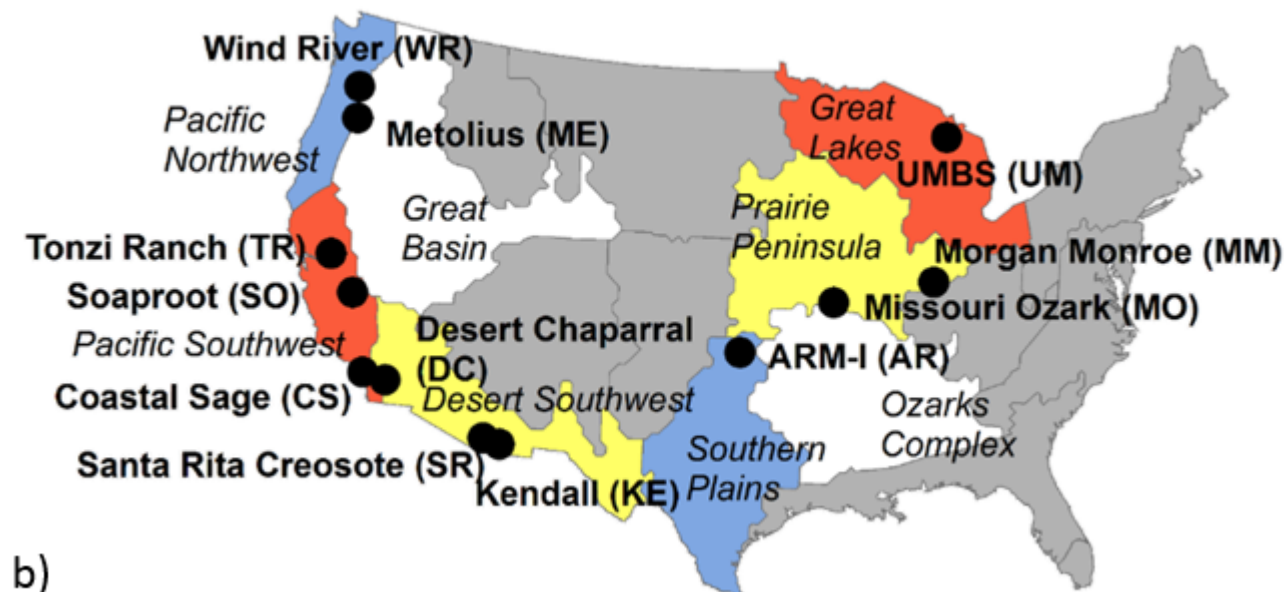 Wind River (WR)
Pacific
Northwest
Metolius (ME)
Great
Basin
Tonzi Ranch (TR)
Soaproot (SO)
Pacific Southwest
Coastal Sage (CS)
Desert Chaparral
(DC)
Desert Southwest
Santa Rita Creosote (SR)
Kendall (KE)
Great
Lakes
UMBS (UM)
Prairie
Peninsula
Morgan Monroe (MM)
Missouri Ozark (MO)
ARM-I (AR)
Ozarks
Complex
Southern
Plains
b)